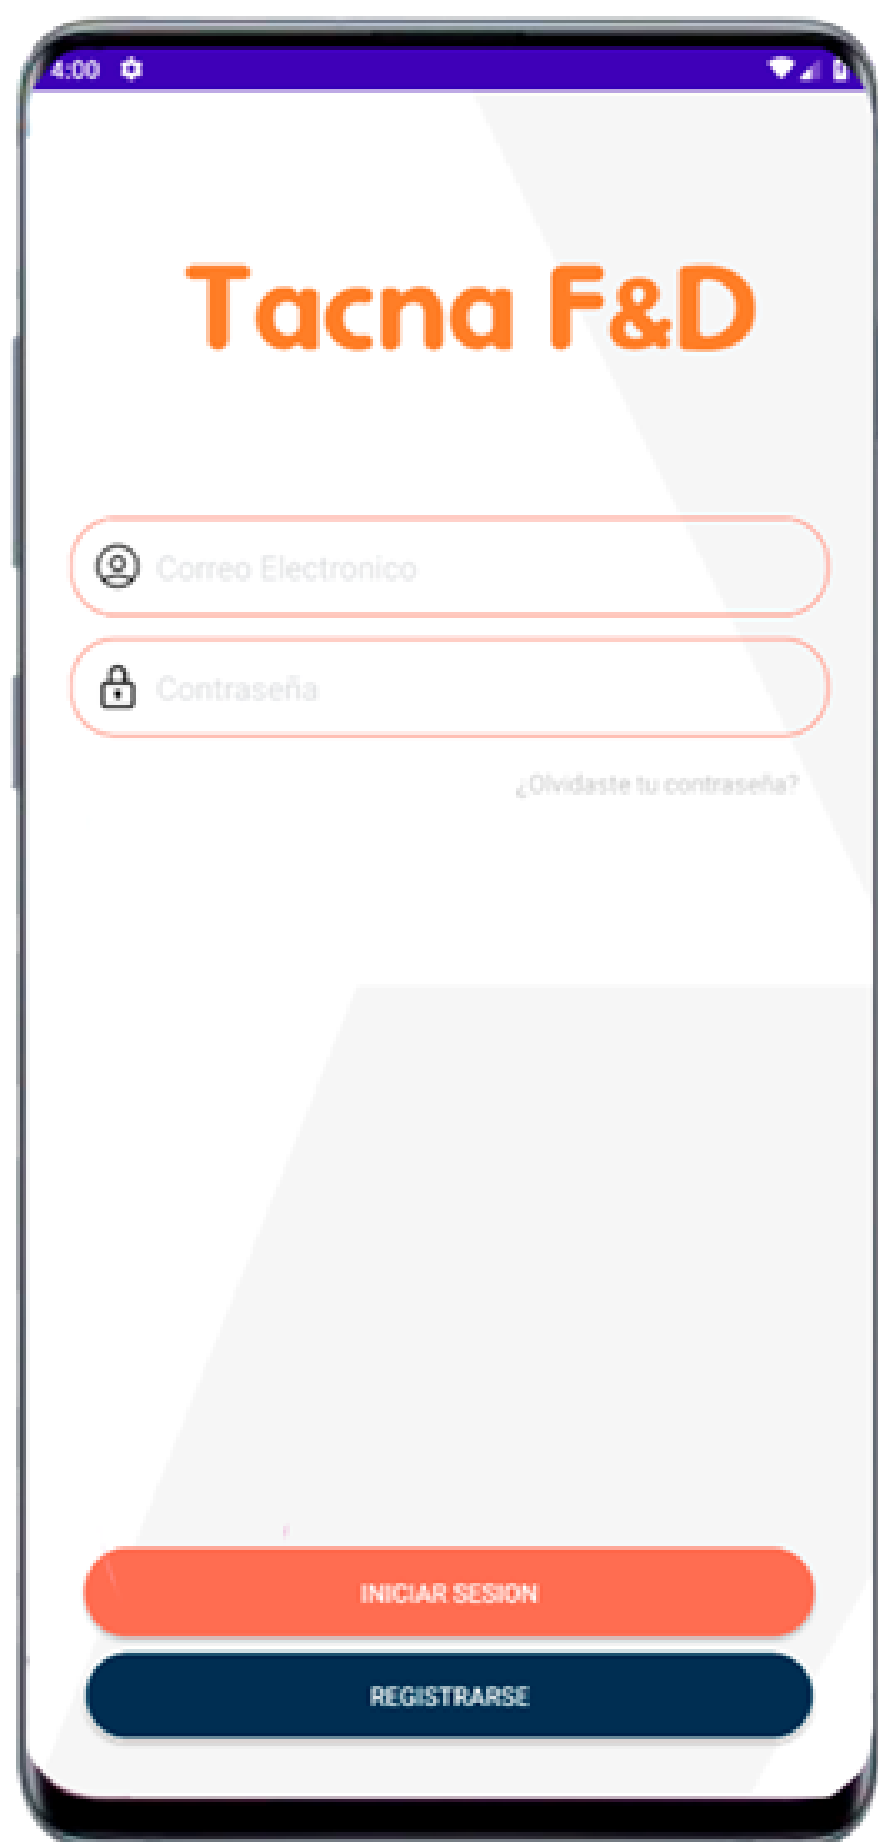 4:00
Tacna F&D
Correo Electronico
Contraseña
¿Olvidaste tu contraseña?
INICIAR SESION
REGISTRARSE